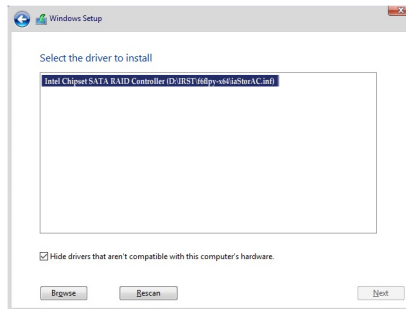 Windows Setup
Select the driver to install
Intel Chipset SATA RAID Controller (D:\IRST\f6flpy-x64\iaStorAC.inf)
Hide drivers that aren't compatible with this computer's hardware.
Browse
Rescan
Next